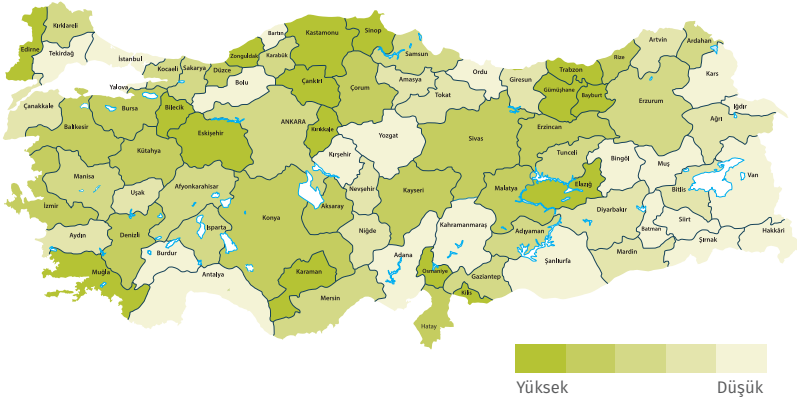 Edirne
Kırklareli
Tekirdağ
İstanbul
Kocaeli
Sakarya
Düzce
Zonguldak
Bartın
Karabük
Kastamonu
Sinop
Samsun
Ordu
Giresun
Trabzon
Gümüşhane
Bayburt
Rize
Artvin
Ardahan
Kars
Iğdır
Ağrı
Erzurum
Erzincan
Yalova
Bolu
Çankırı
Çorum
Amasya
Tokat
Çanakkale
Balıkesir
Bursa
Bilecik
Eskişehir
ANKARA
Kırıkkale
Kırşehir
Yozgat
Sivas
Kütahya
Manisa
Uşak
Afyonkarahisar
İzmir
Aydın
Denizli
Isparta
Burdur
Muğla
Antalya
Konya
Aksaray
Nevşehir
Niğde
Kayseri
Kahramanmaraş
Malatya
Elazığ
Tunceli
Bingöl
Muş
Bitlis
Van
Diyarbakır
Batman
Siirt
Şırnak
Hakkâri
Mardin
Adıyaman
Şanlıurfa
Gaziantep
Kilis
Osmaniye
Adana
Karaman
Mersin
Hatay
Yüksek
Düşük